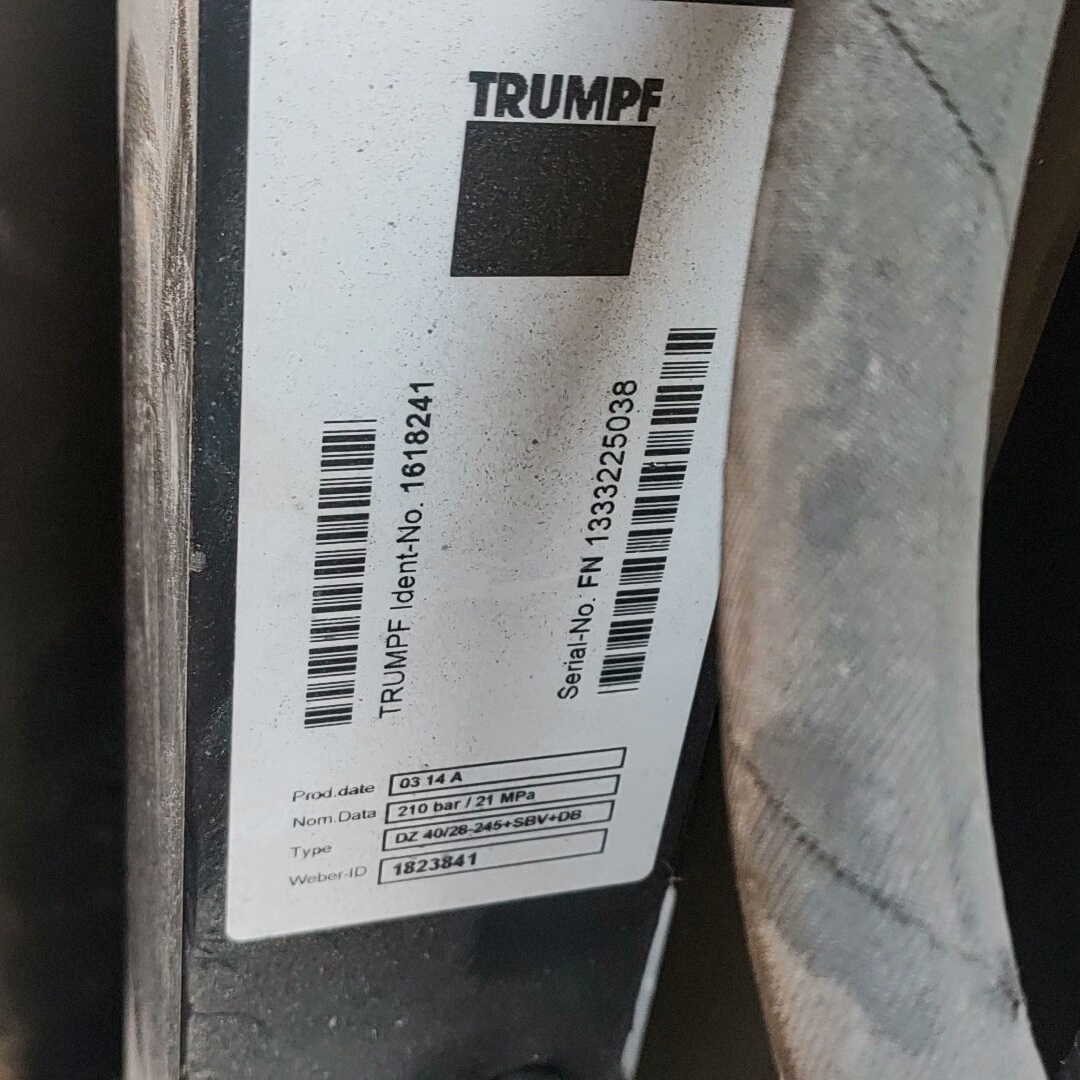 TRUMPF
TRUMPF Ident-No. 1618241
Serial-No. FN 1333225038
Prod.date 03 14 A
Nom.Data 210 bar / 21 MPa
Type DZ 40/28-245+SBV+DB
Weber-ID 1823841